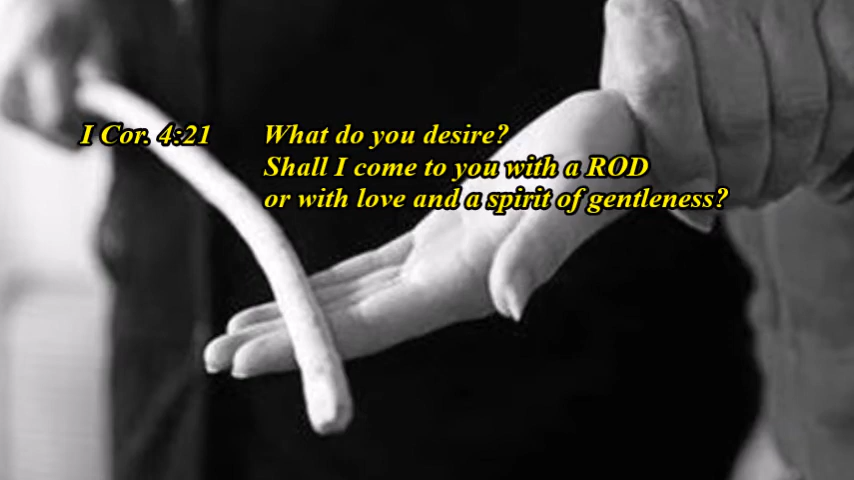 I Cor. 4:21 What do you desire?
Shall I come to you with a ROD
or with love and a spirit of gentleness?